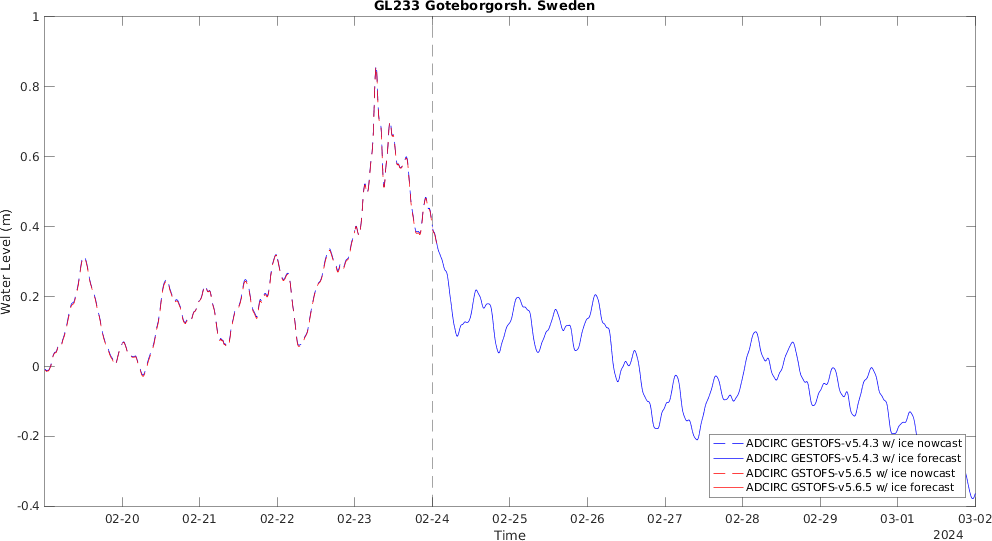 GL233 Goteborgorsh. Sweden
1
0.8
0.6
0.4
0.2
0
-0.2
-0.4
Water Level (m)
02-20 02-21 02-22 02-23 02-24 02-25 02-26 02-27 02-28 02-29 03-01 03-02
Time
2024
ADCIRC GESTOFS-v5.4.3 w/ ice nowcast
ADCIRC GESTOFS-v5.4.3 w/ ice forecast
ADCIRC GSTOFS-v5.6.5 w/ ice nowcast
ADCIRC GSTOFS-v5.6.5 w/ ice forecast